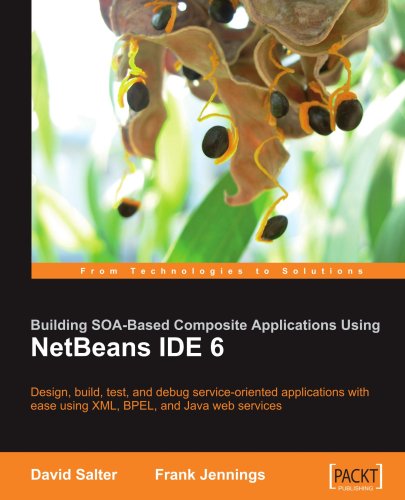 From Technologies to Solutions
Building SOA-Based Composite Applications Using
NetBeans IDE 6
Design, build, test, and debug service-oriented applications with
ease using XML, BPEL, and Java web services
David Salter Frank Jennings
PACKT
PUBLISHING